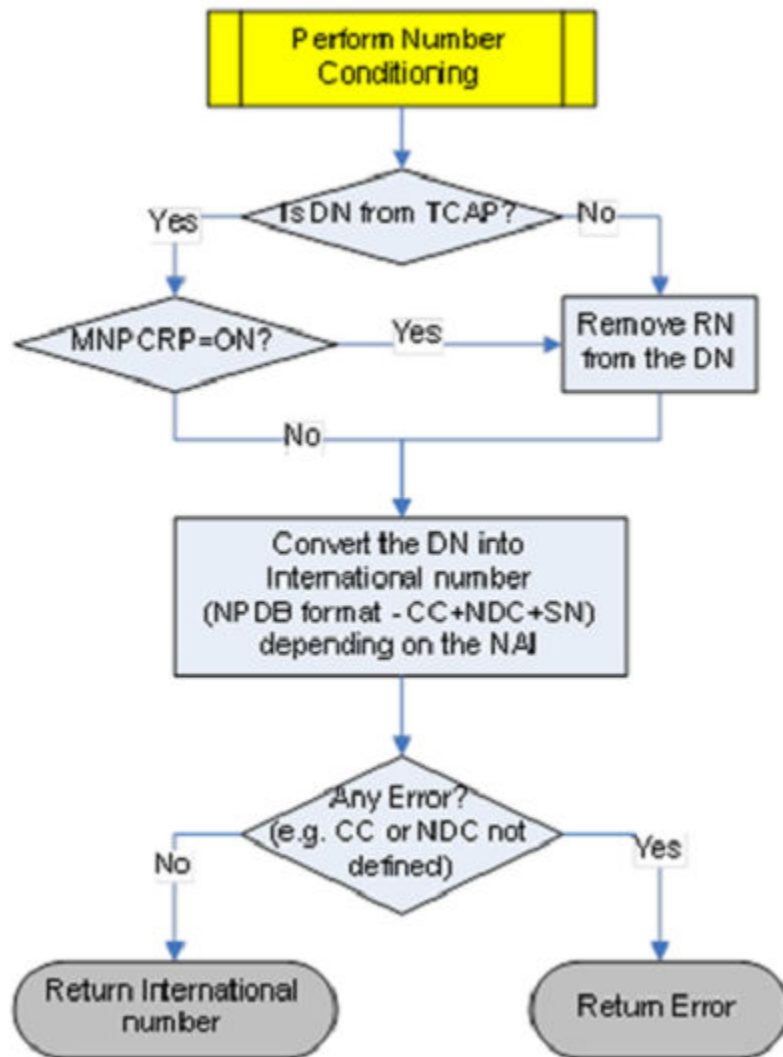 Perform Number
Conditioning
Is DN from TCAP?
Yes
No
MNPCRP=ON?
Yes
Remove RN
from the DN
No
Convert the DN into
International number
(NPDB format - CC+NDC+SN)
depending on the NAI
Any Error?
(e.g. CC or NDC not
defined)
No
Yes
Return International
number
Return Error